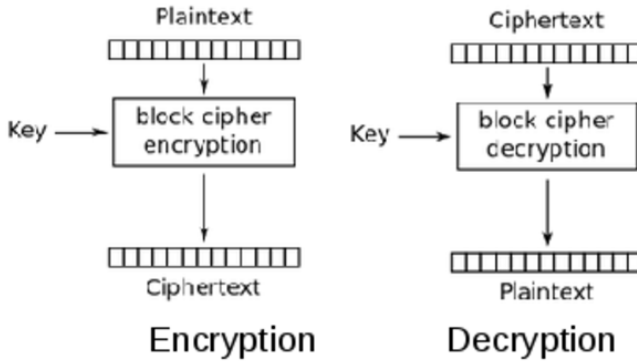 Plaintext
Key
block cipher
encryption
Ciphertext
Encryption
Ciphertext
Key
block cipher
decryption
Plaintext
Decryption